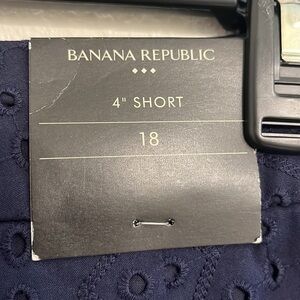 BANANA REPUBLIC
4" SHORT
18